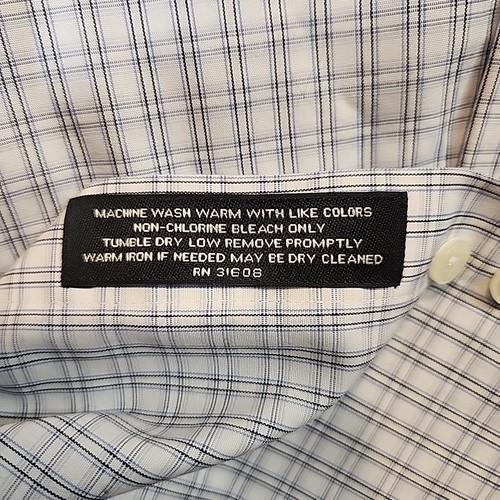 MACHINE WASH WARM WITH LIKE COLORS
NON-CHLORINE BLEACH ONLY
TUMBLE DRY LOW REMOVE PROMPTLY
WARM IRON IF NEEDED MAY BE DRY CLEANED
RN 31608